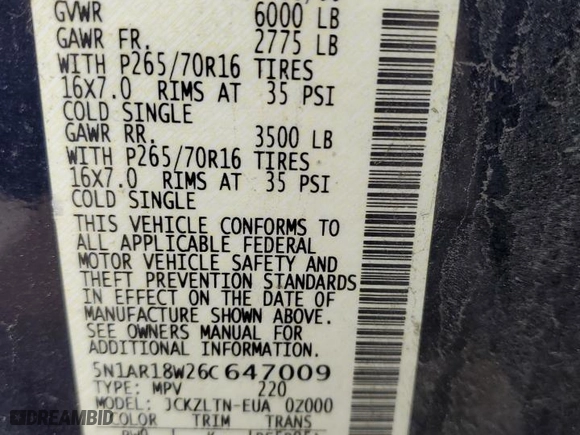 GVWR 6000 LB
GAWR FR. 2775 LB
WITH P265/70R16 TIRES
16X7.0 RIMS AT 35 PSI
COLD SINGLE
GAWR RR. 3500 LB
WITH P265/70R16 TIRES
16X7.0 RIMS AT 35 PSI
COLD SINGLE
THIS VEHICLE CONFORMS TO
ALL APPLICABLE FEDERAL
MOTOR VEHICLE SAFETY AND
THEFT PREVENTION STANDARDS
IN EFFECT ON THE DATE OF
MANUFACTURE SHOWN ABOVE.
SEE OWNERS MANUAL FOR
ADDITIONAL INFORMATION.
5N1AR18W26C647009
TYPE: MPV 220
MODEL: JCKZLTN-EUA 0Z000
COLOR TRIM TRANS
bidhistory.org